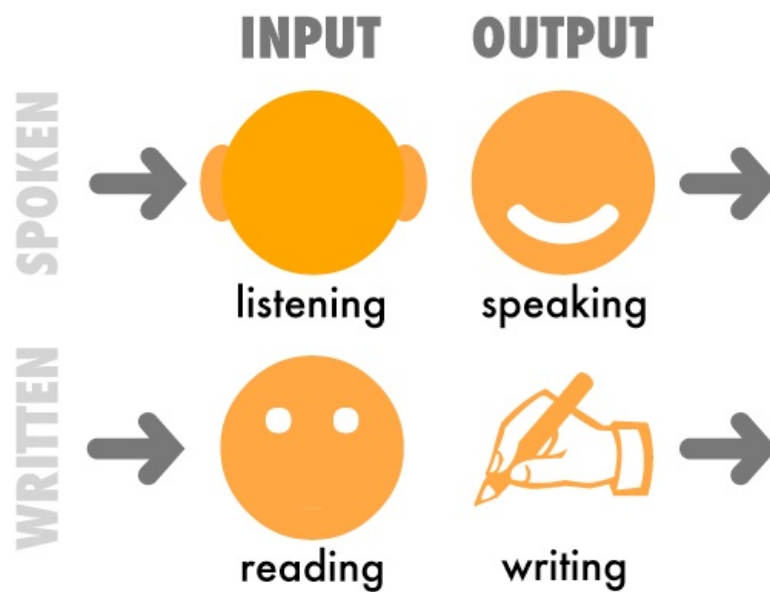 INPUT OUTPUT
SPOKEN
listening speaking
WRITTEN
reading writing